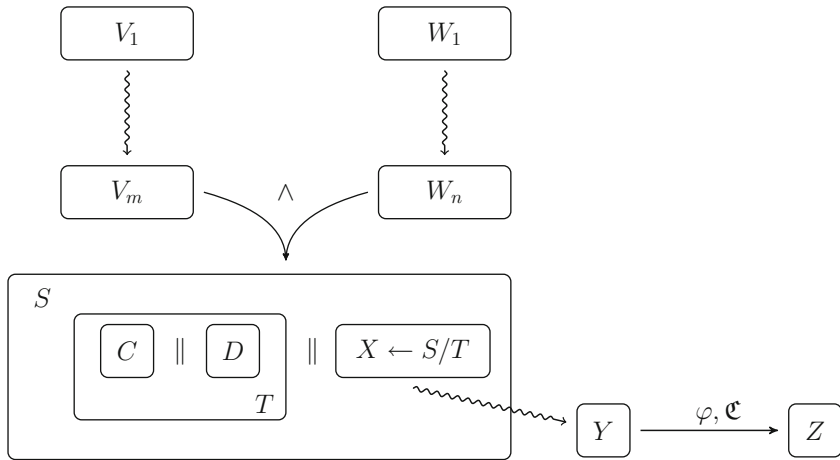 V₁ W₁
Vₘ ∧ Wₙ
S
C ∥ D ∥ X ← S/T
T
φ, ℭ
Y Z